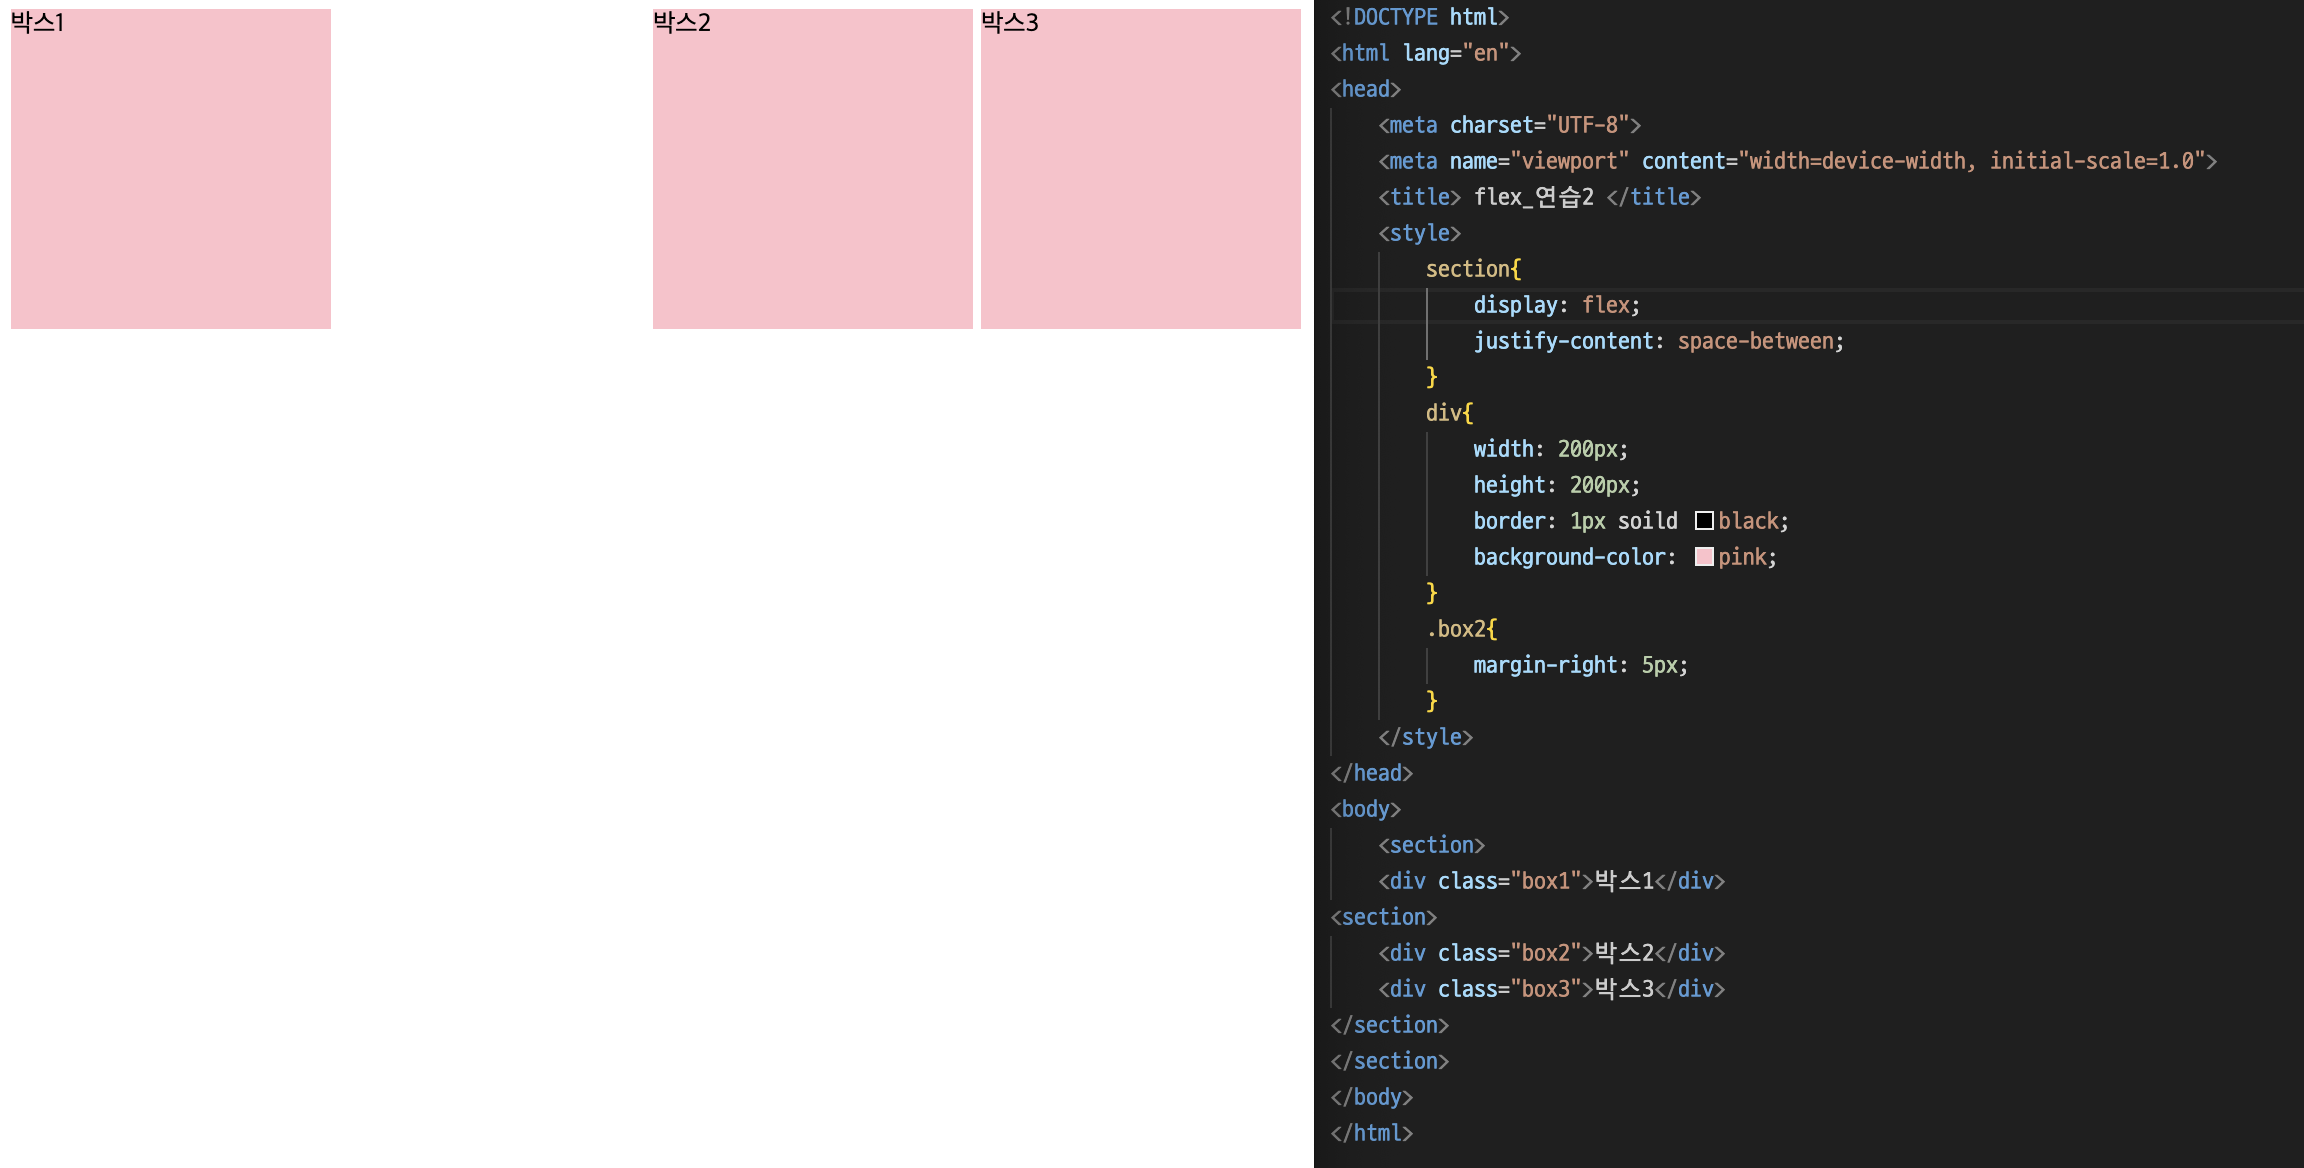 박스1
박스2
박스3
<!DOCTYPE html>
<html lang="en">
<head>
    <meta charset="UTF-8">
    <meta name="viewport" content="width=device-width, initial-scale=1.0">
    <title> flex_연습2 </title>
    <style>
        section{
            display: flex;
            justify-content: space-between;
        }
        div{
            width: 200px;
            height: 200px;
            border: 1px soild black;
            background-color: pink;
        }
        .box2{
            margin-right: 5px;
        }
    </style>
</head>
<body>
    <section>
    <div class="box1">박스1</div>
<section>
    <div class="box2">박스2</div>
    <div class="box3">박스3</div>
</section>
</section>
</body>
</html>